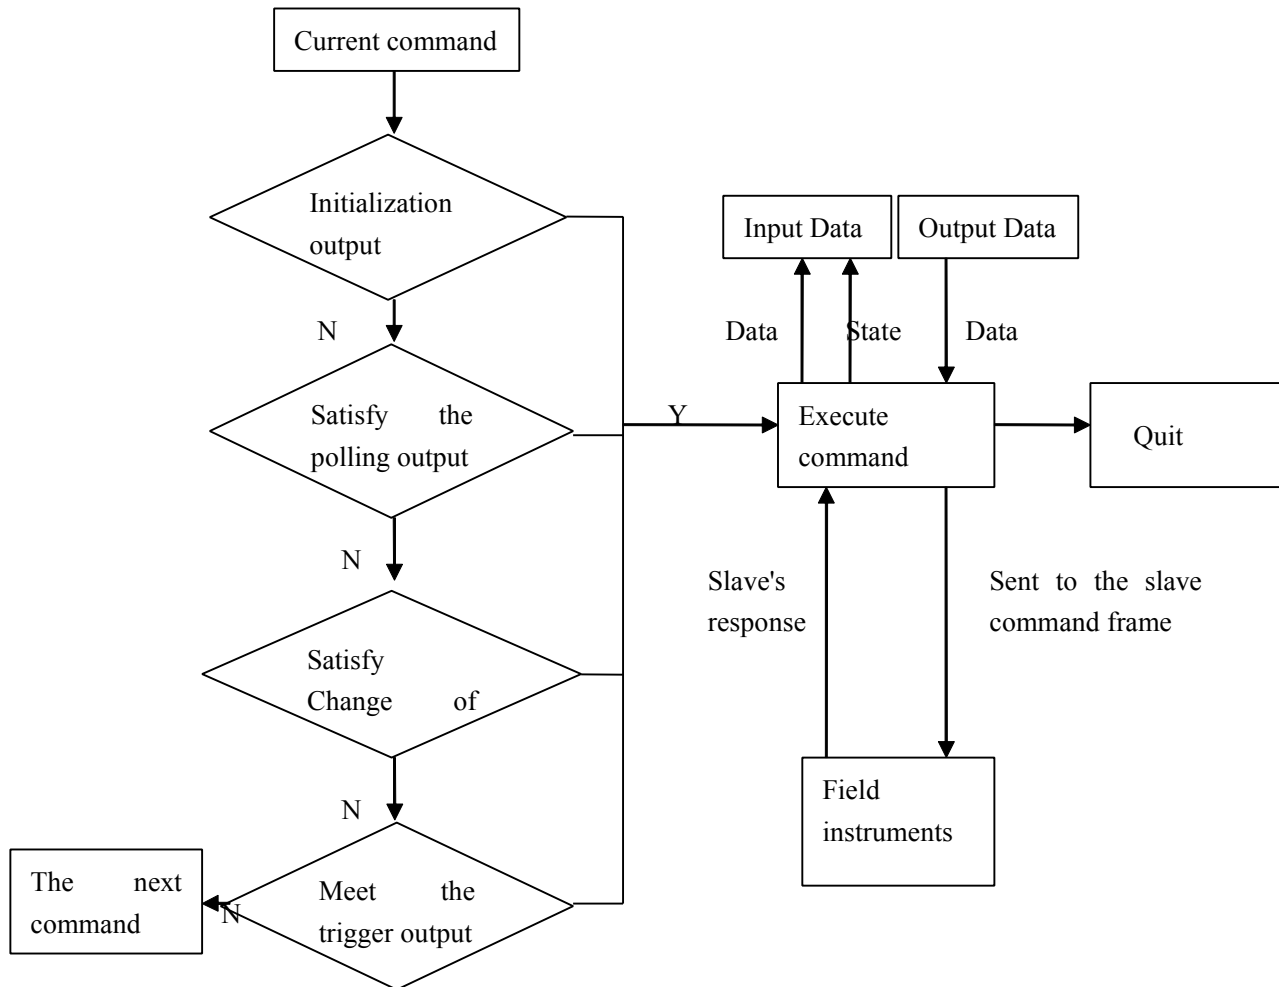 Current command
Initialization
output
N
Satisfy the
polling output
N
Satisfy
Change of
N
Meet the
trigger output
N
The next
command
Y
Input Data
Output Data
Data
State
Data
Execute
command
Quit
Slave's
response
Sent to the slave
command frame
Field
instruments